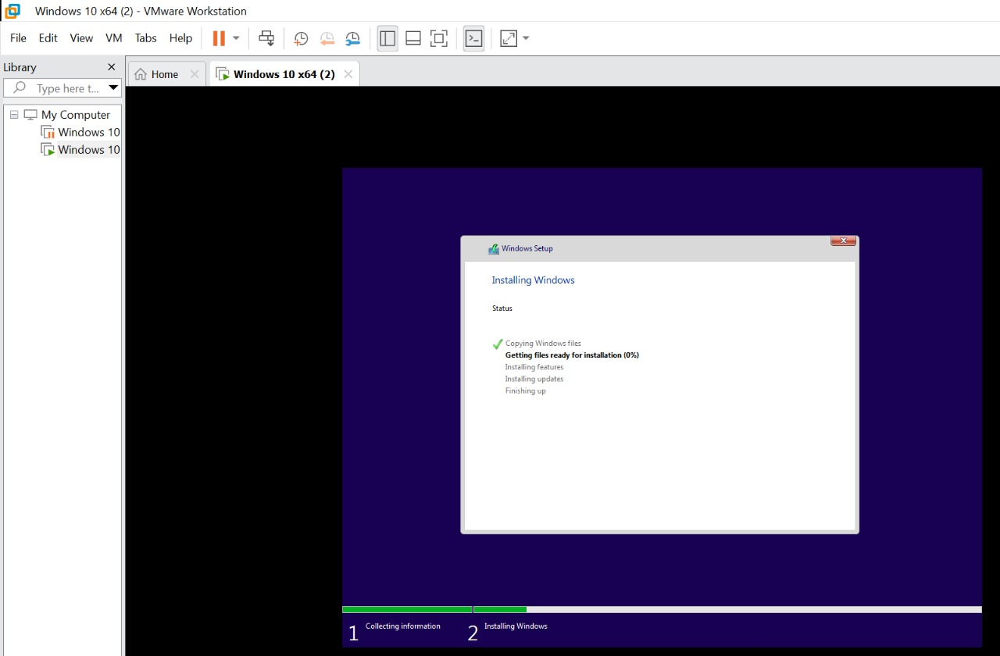 Windows 10 x64 (2) - VMware Workstation
File Edit View VM Tabs Help
Library
Home
Windows 10 x64 (2)
Type here t...
My Computer
Windows 10
Windows 10
Windows Setup
Installing Windows
Status
Copying Windows files
Getting files ready for installation (0%)
Installing features
Installing updates
Finishing up
1 Collecting information
2 Installing Windows